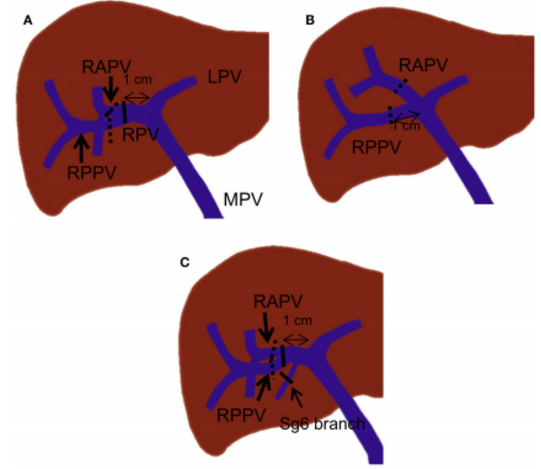 A
RAPV
1 cm
LPV
RPV
RPPV
MPV
B
RAPV
1 cm
RPPV
C
RAPV
1 cm
RPPV
Sg6 branch